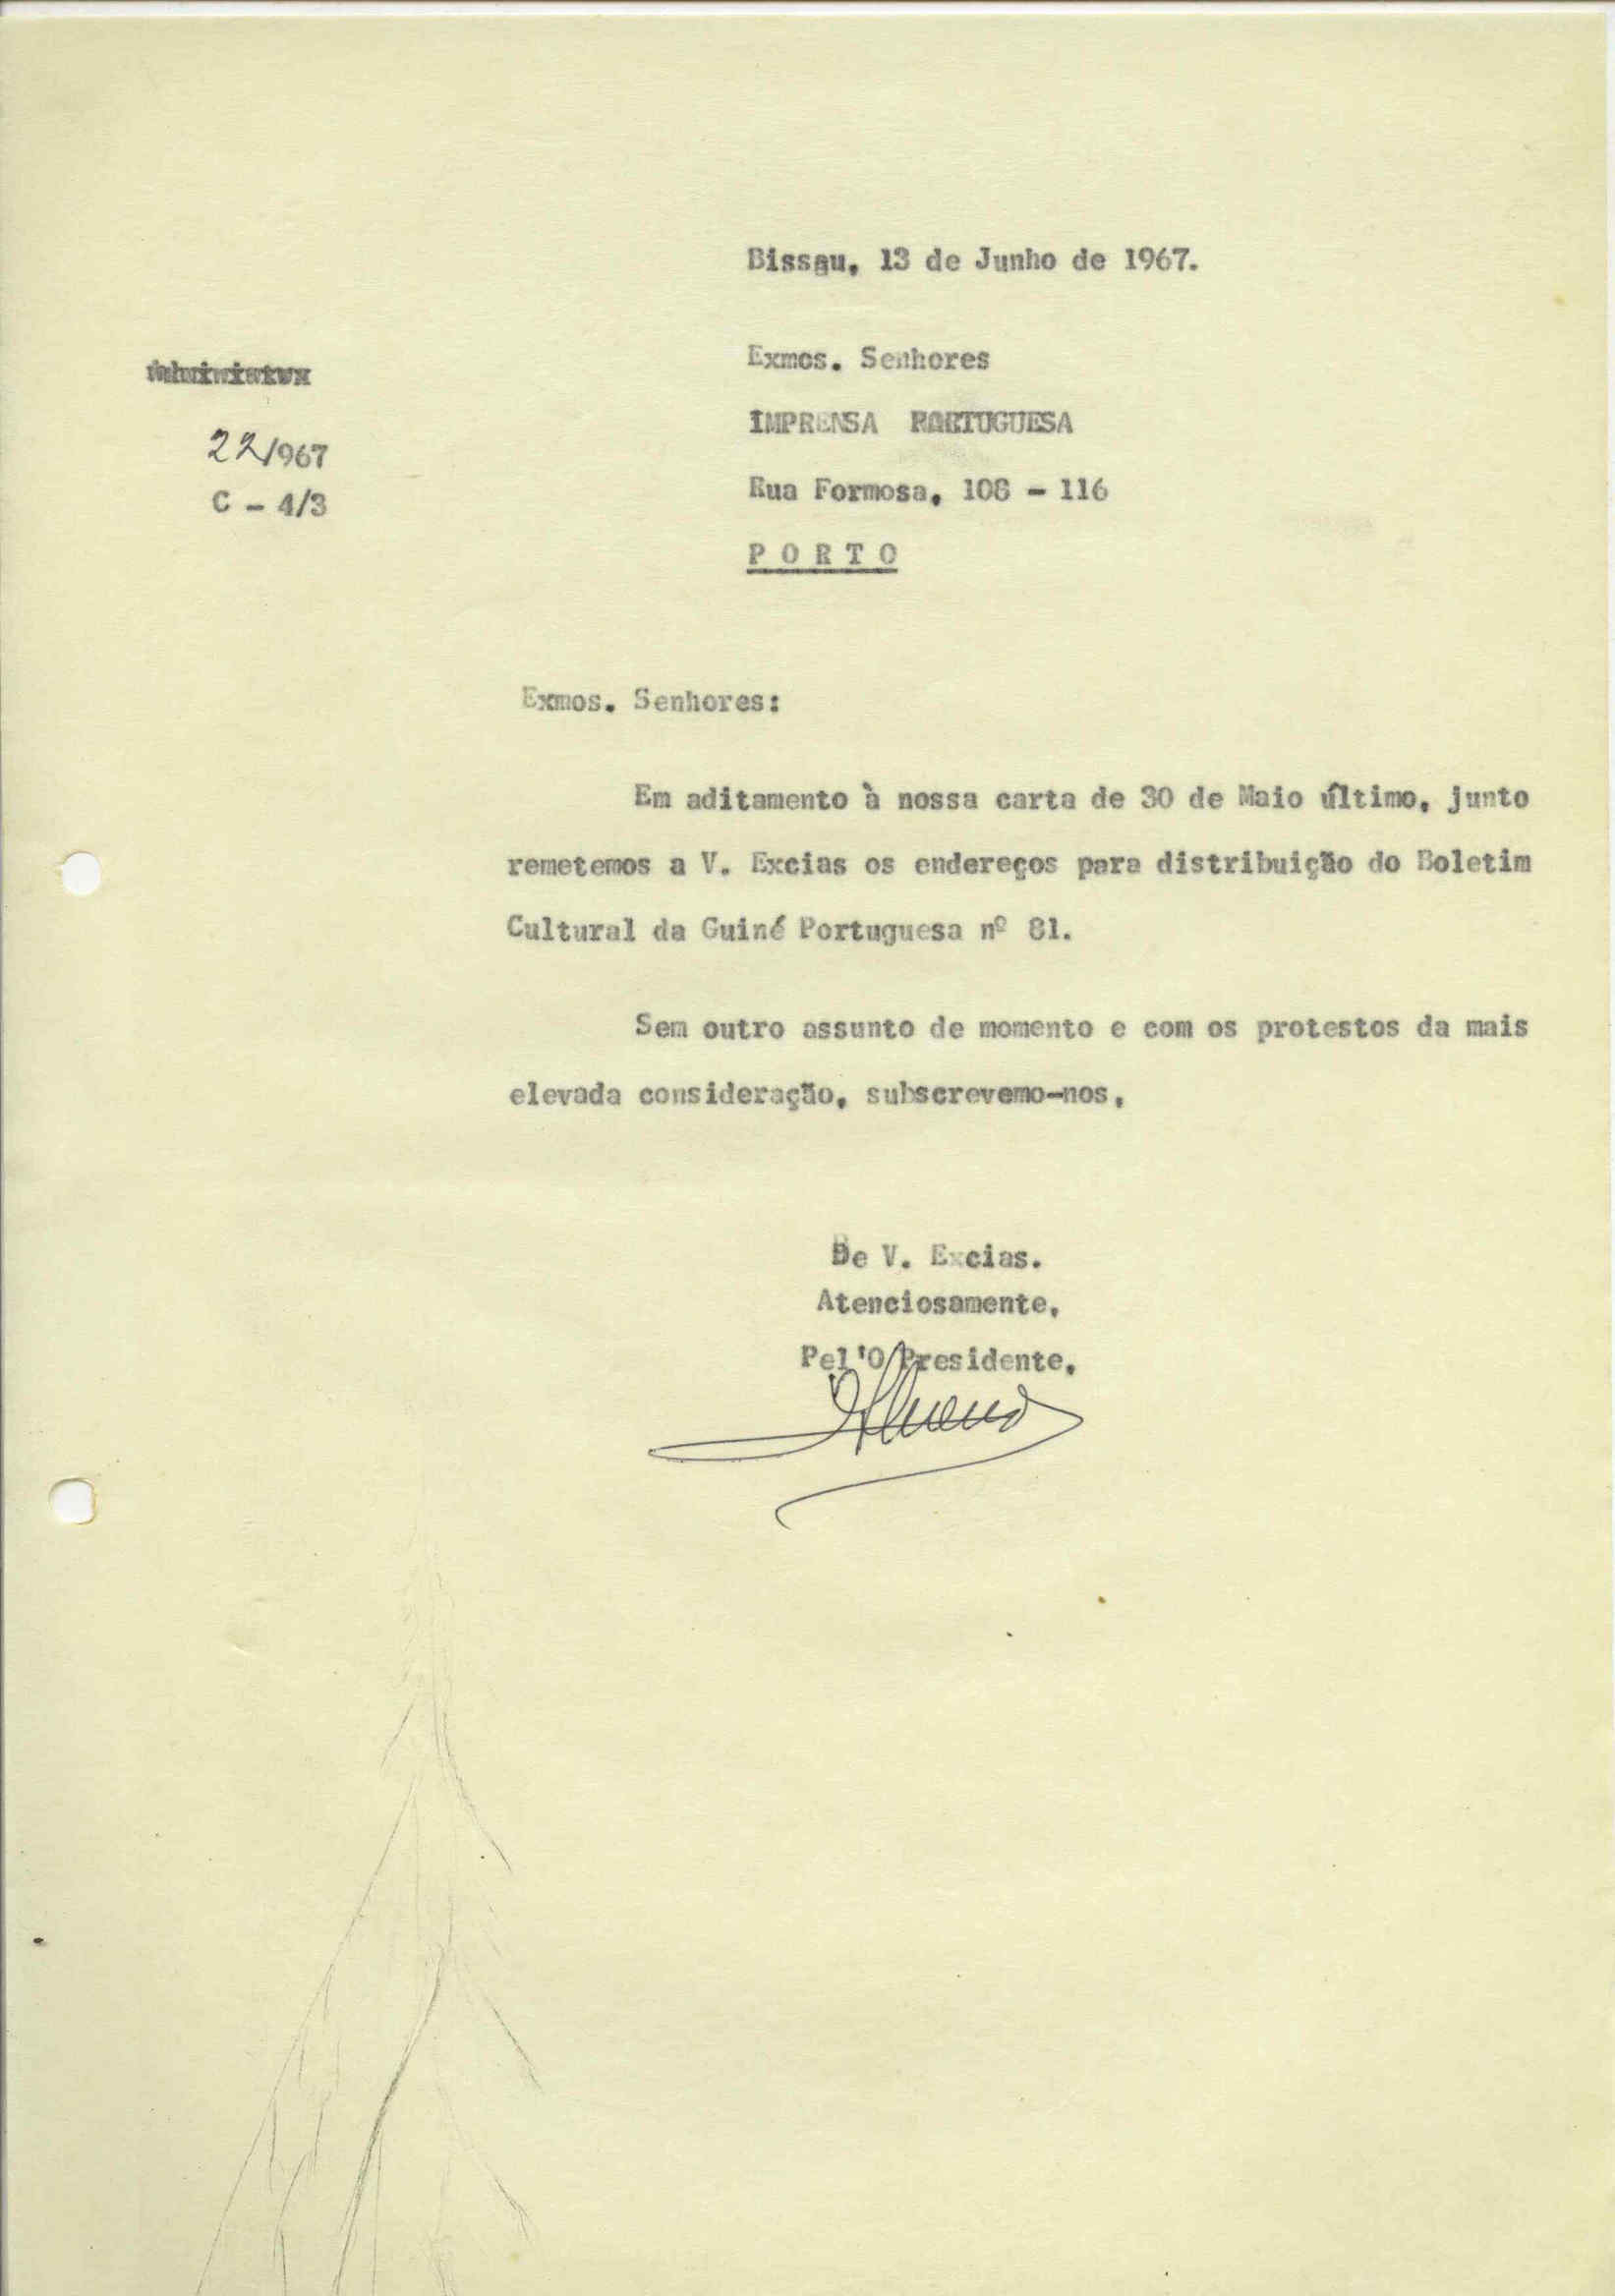 Bissau, 13 de Junho de 1967.
Exmos. Senhores
22/967
IMPRENSA PORTUGUESA
C - 4/3
Rua Formosa, 108 - 116
PORTO
Exmos. Senhores:
Em aditamento à nossa carta de 30 de Maio último, junto
remetemos a V. Excias os endereços para distribuição do Boletim
Cultural da Guiné Portuguesa nº 81.
Sem outro assunto de momento e com os protestos da mais
elevada consideração, subscrevemo-nos,
De V. Excias.
Atenciosamente,
Pel'O Presidente,